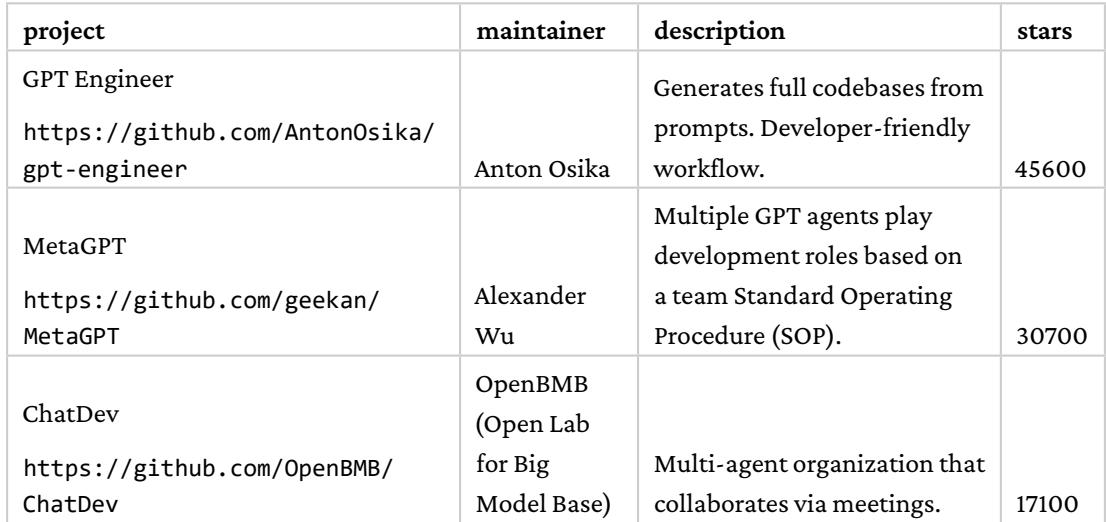 project maintainer description stars
GPT Engineer
https://github.com/AntonOsika/
gpt-engineer
Anton Osika
Generates full codebases from
prompts. Developer-friendly
workflow.
45600
MetaGPT
https://github.com/geekan/
MetaGPT
Alexander
Wu
Multiple GPT agents play
development roles based on
a team Standard Operating
Procedure (SOP).
30700
ChatDev
https://github.com/OpenBMB/
ChatDev
OpenBMB
(Open Lab
for Big
Model Base)
Multi-agent organization that
collaborates via meetings.
17100